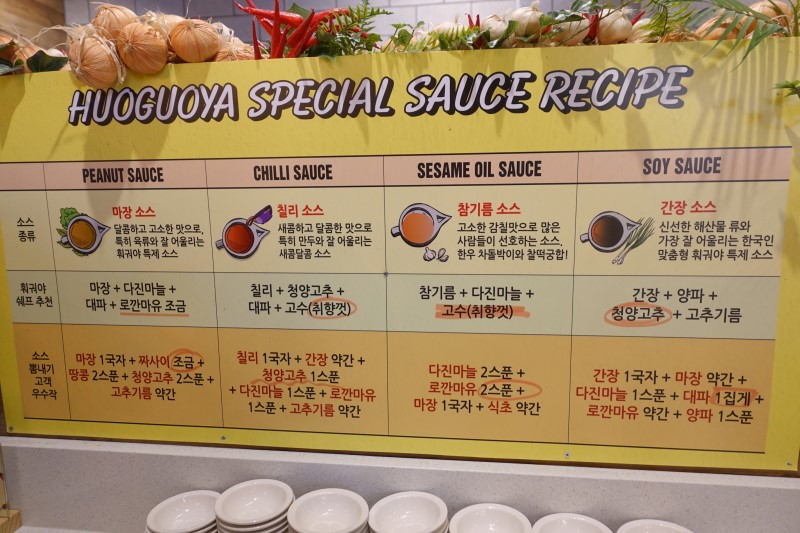 HUOGUOYA SPECIAL SAUCE RECIPE
PEANUT SAUCE
CHILLI SAUCE
SESAME OIL SAUCE
SOY SAUCE
소스
종류
마장 소스
달콤하고 고소한 맛으로,
특히 육류와 잘 어울리는
훠궈야 특제 소스
칠리 소스
새콤하고 달콤한 맛으로
특히 만두와 잘 어울리는
새콤달콤 소스
참기름 소스
고소한 감칠맛으로 많은
사람들이 선호하는 소스,
한우 차돌박이와 찰떡궁합!
간장 소스
신선한 해산물 류와
가장 잘 어울리는 한국인
맞춤형 훠궈야 특제 소스
훠궈야
쉐프 추천
마장 + 다진마늘 +
대파 + 로깐마유 조금
칠리 + 청양고추 +
대파 + 고수(취향껏)
참기름 + 다진마늘 +
고수(취향껏)
간장 + 양파 +
청양고추 + 고추기름
소스
뽐내기
고객
우수작
마장 1국자 + 짜사이 조금 +
땅콩 2스푼 + 청양고추 2스푼 +
고추기름 약간
칠리 1국자 + 간장 약간 +
청양고추 1스푼
+ 다진마늘 1스푼 + 로깐마유
1스푼 + 고추기름 약간
다진마늘 2스푼 +
로깐마유 2스푼 +
마장 1국자 + 식초 약간
간장 1국자 + 마장 약간 +
다진마늘 1스푼 + 대파 1집게 +
로깐마유 약간 + 양파 1스푼